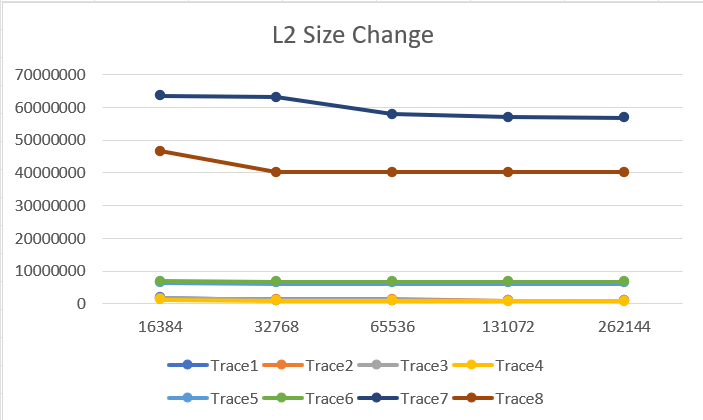 L2 Size Change
70000000
60000000
50000000
40000000
30000000
20000000
10000000
0
16384 32768 65536 131072 262144
Trace1 Trace2 Trace3 Trace4
Trace5 Trace6 Trace7 Trace8